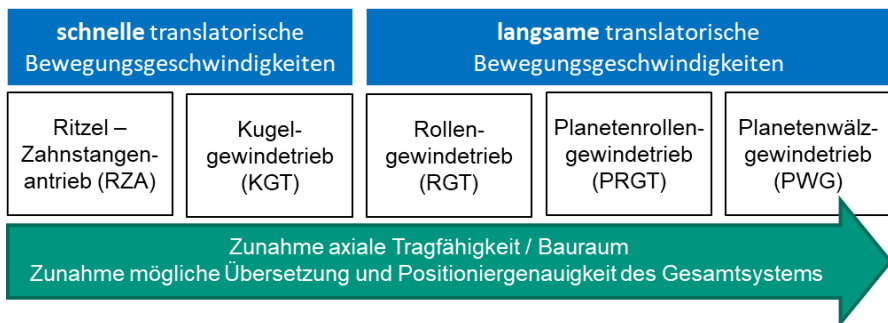 schnelle translatorische
Bewegungsgeschwindigkeiten
langsame translatorische
Bewegungsgeschwindigkeiten
Ritzel –
Zahnstangen-
antrieb (RZA)
Kugel-
gewindetrieb
(KGT)
Rollen-
gewindetrieb
(RGT)
Planetenrollen-
gewindetrieb
(PRGT)
Planetenwälz-
gewindetrieb
(PWG)
Zunahme axiale Tragfähigkeit / Bauraum
Zunahme mögliche Übersetzung und Positioniergenauigkeit des Gesamtsystems